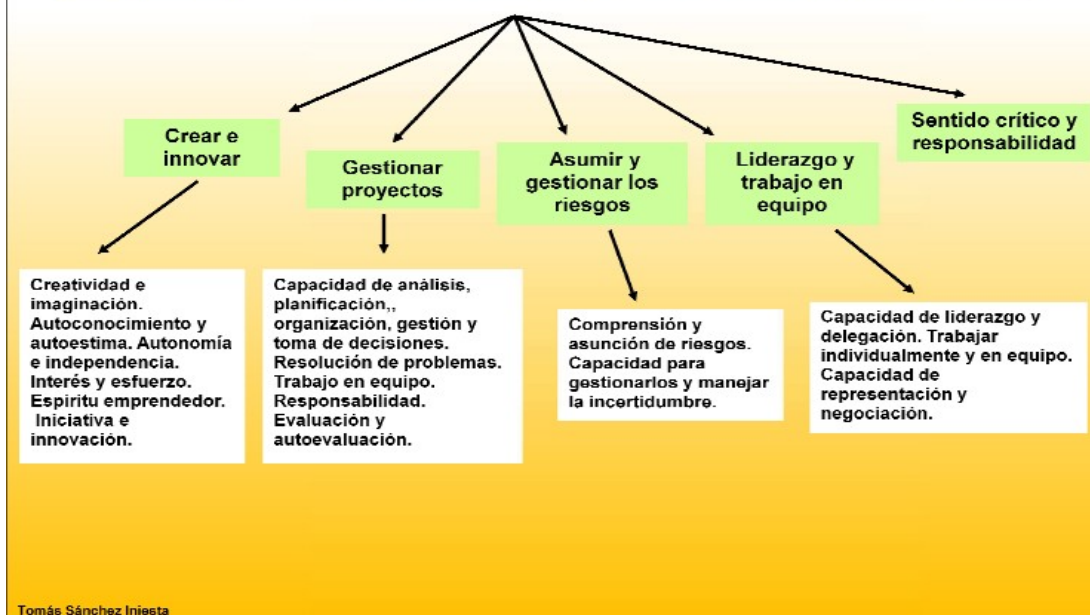 Crear e
innovar
Gestionar
proyectos
Asumir y
gestionar los
riesgos
Liderazgo y
trabajo en
equipo
Sentido crítico y
responsabilidad
Creatividad e
imaginación.
Autoconocimiento y
autoestima. Autonomía
e independencia.
Interés y esfuerzo.
Espiritu emprendedor.
Iniciativa e
innovación.
Capacidad de análisis,
planificación,,
organización, gestión y
toma de decisiones.
Resolución de problemas.
Trabajo en equipo.
Responsabilidad.
Evaluación y
autoevaluación.
Comprensión y
asunción de riesgos.
Capacidad para
gestionarlos y manejar
la incertidumbre.
Capacidad de liderazgo y
delegación. Trabajar
individualmente y en equipo.
Capacidad de
representación y
negociación.
Tomás Sánchez Iniesta